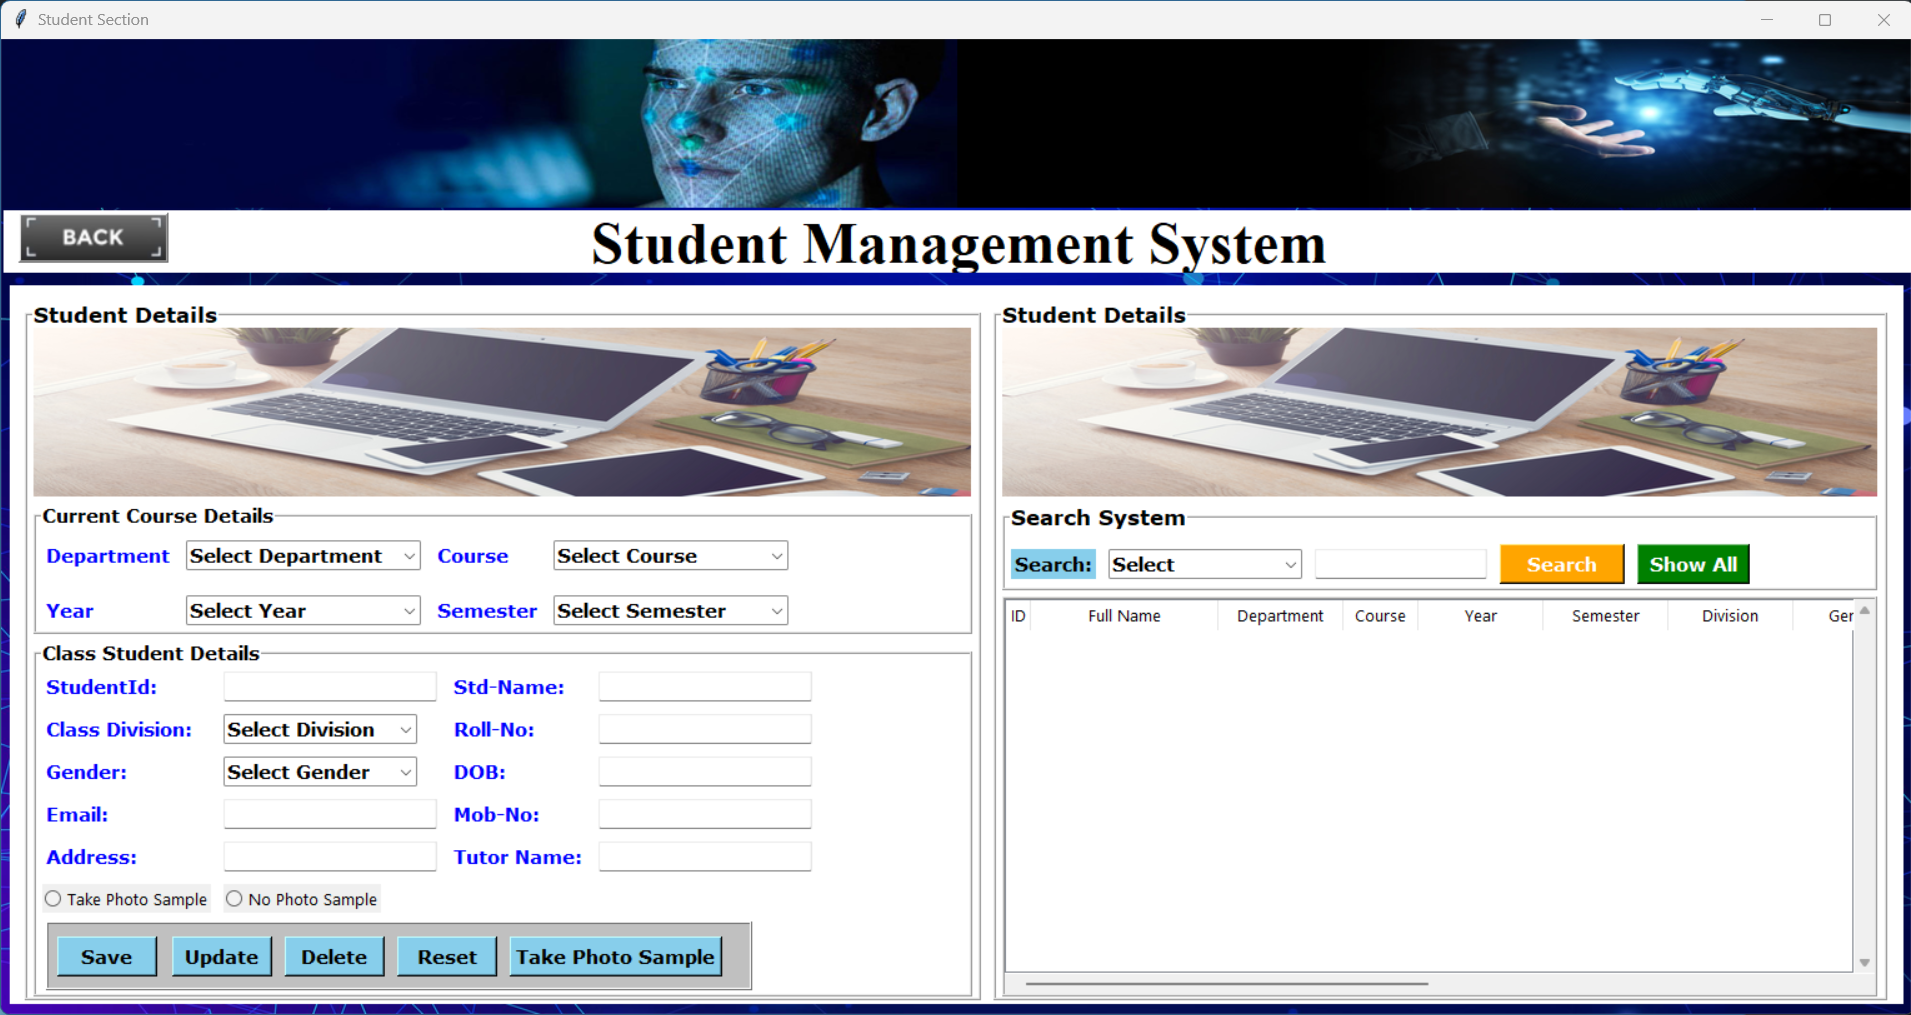 Student Section
BACK
Student Management System
Student Details
Current Course Details
Department Select Department Course Select Course
Year Select Year Semester Select Semester
Class Student Details
StudentId: Std-Name:
Class Division: Select Division Roll-No:
Gender: Select Gender DOB:
Email: Mob-No:
Address: Tutor Name:
Take Photo Sample No Photo Sample
Save Update Delete Reset Take Photo Sample
Student Details
Search System
Search: Select Search Show All
ID Full Name Department Course Year Semester Division Ger